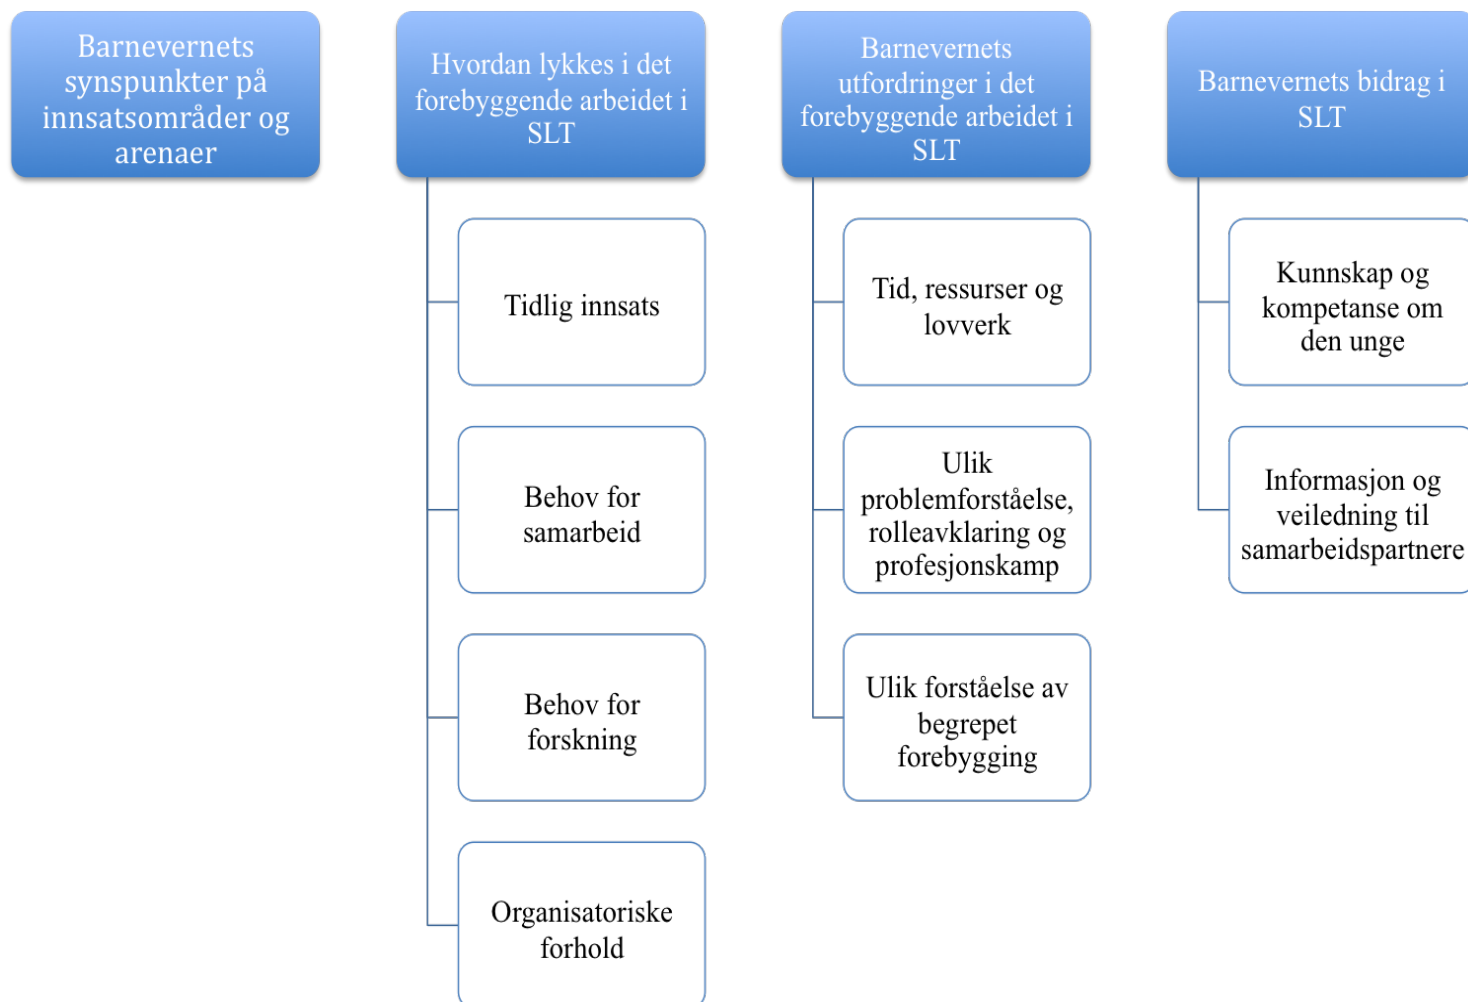 Barnevernets
synspunkter på
innsatsområder og
arenaer
Hvordan lykkes i det
forebyggende arbeidet i
SLT
Tidlig innsats
Behov for
samarbeid
Behov for
forskning
Organisatoriske
forhold
Barnevernets
utfordringer i det
forebyggende arbeidet i
SLT
Tid, ressurser og
lovverk
Ulik
problemforståelse,
rolleavklaring og
profesjonskamp
Ulik forståelse av
begrepet
forebygging
Barnevernets bidrag i
SLT
Kunnskap og
kompetanse om
den unge
Informasjon og
veiledning til
samarbeidspartnere